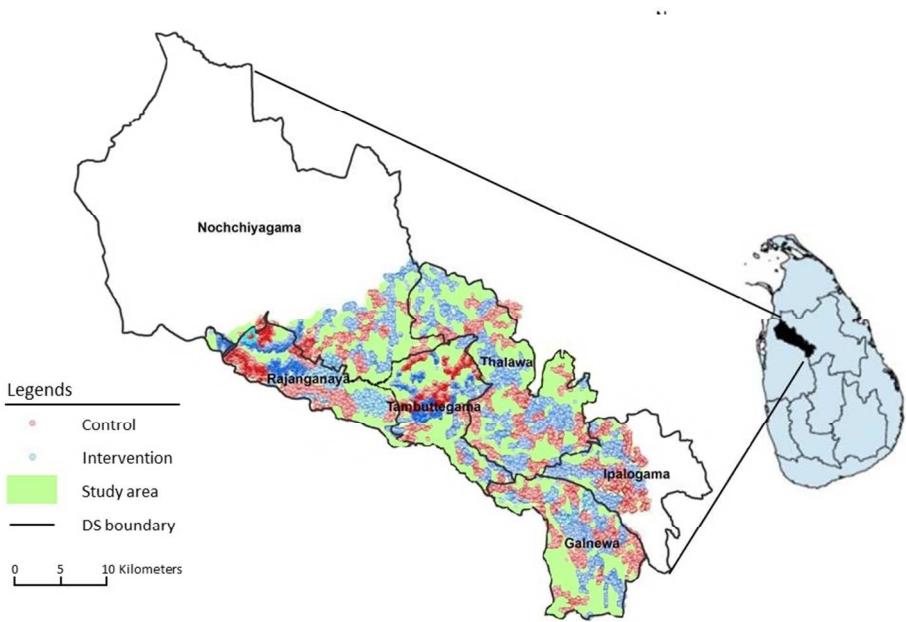 Nochchiyagama
Thalawa
Rajanganaya
Tambuttegama
Ipalogama
Galnewa
Legends
Control
Intervention
Study area
DS boundary
0 5 10 Kilometers